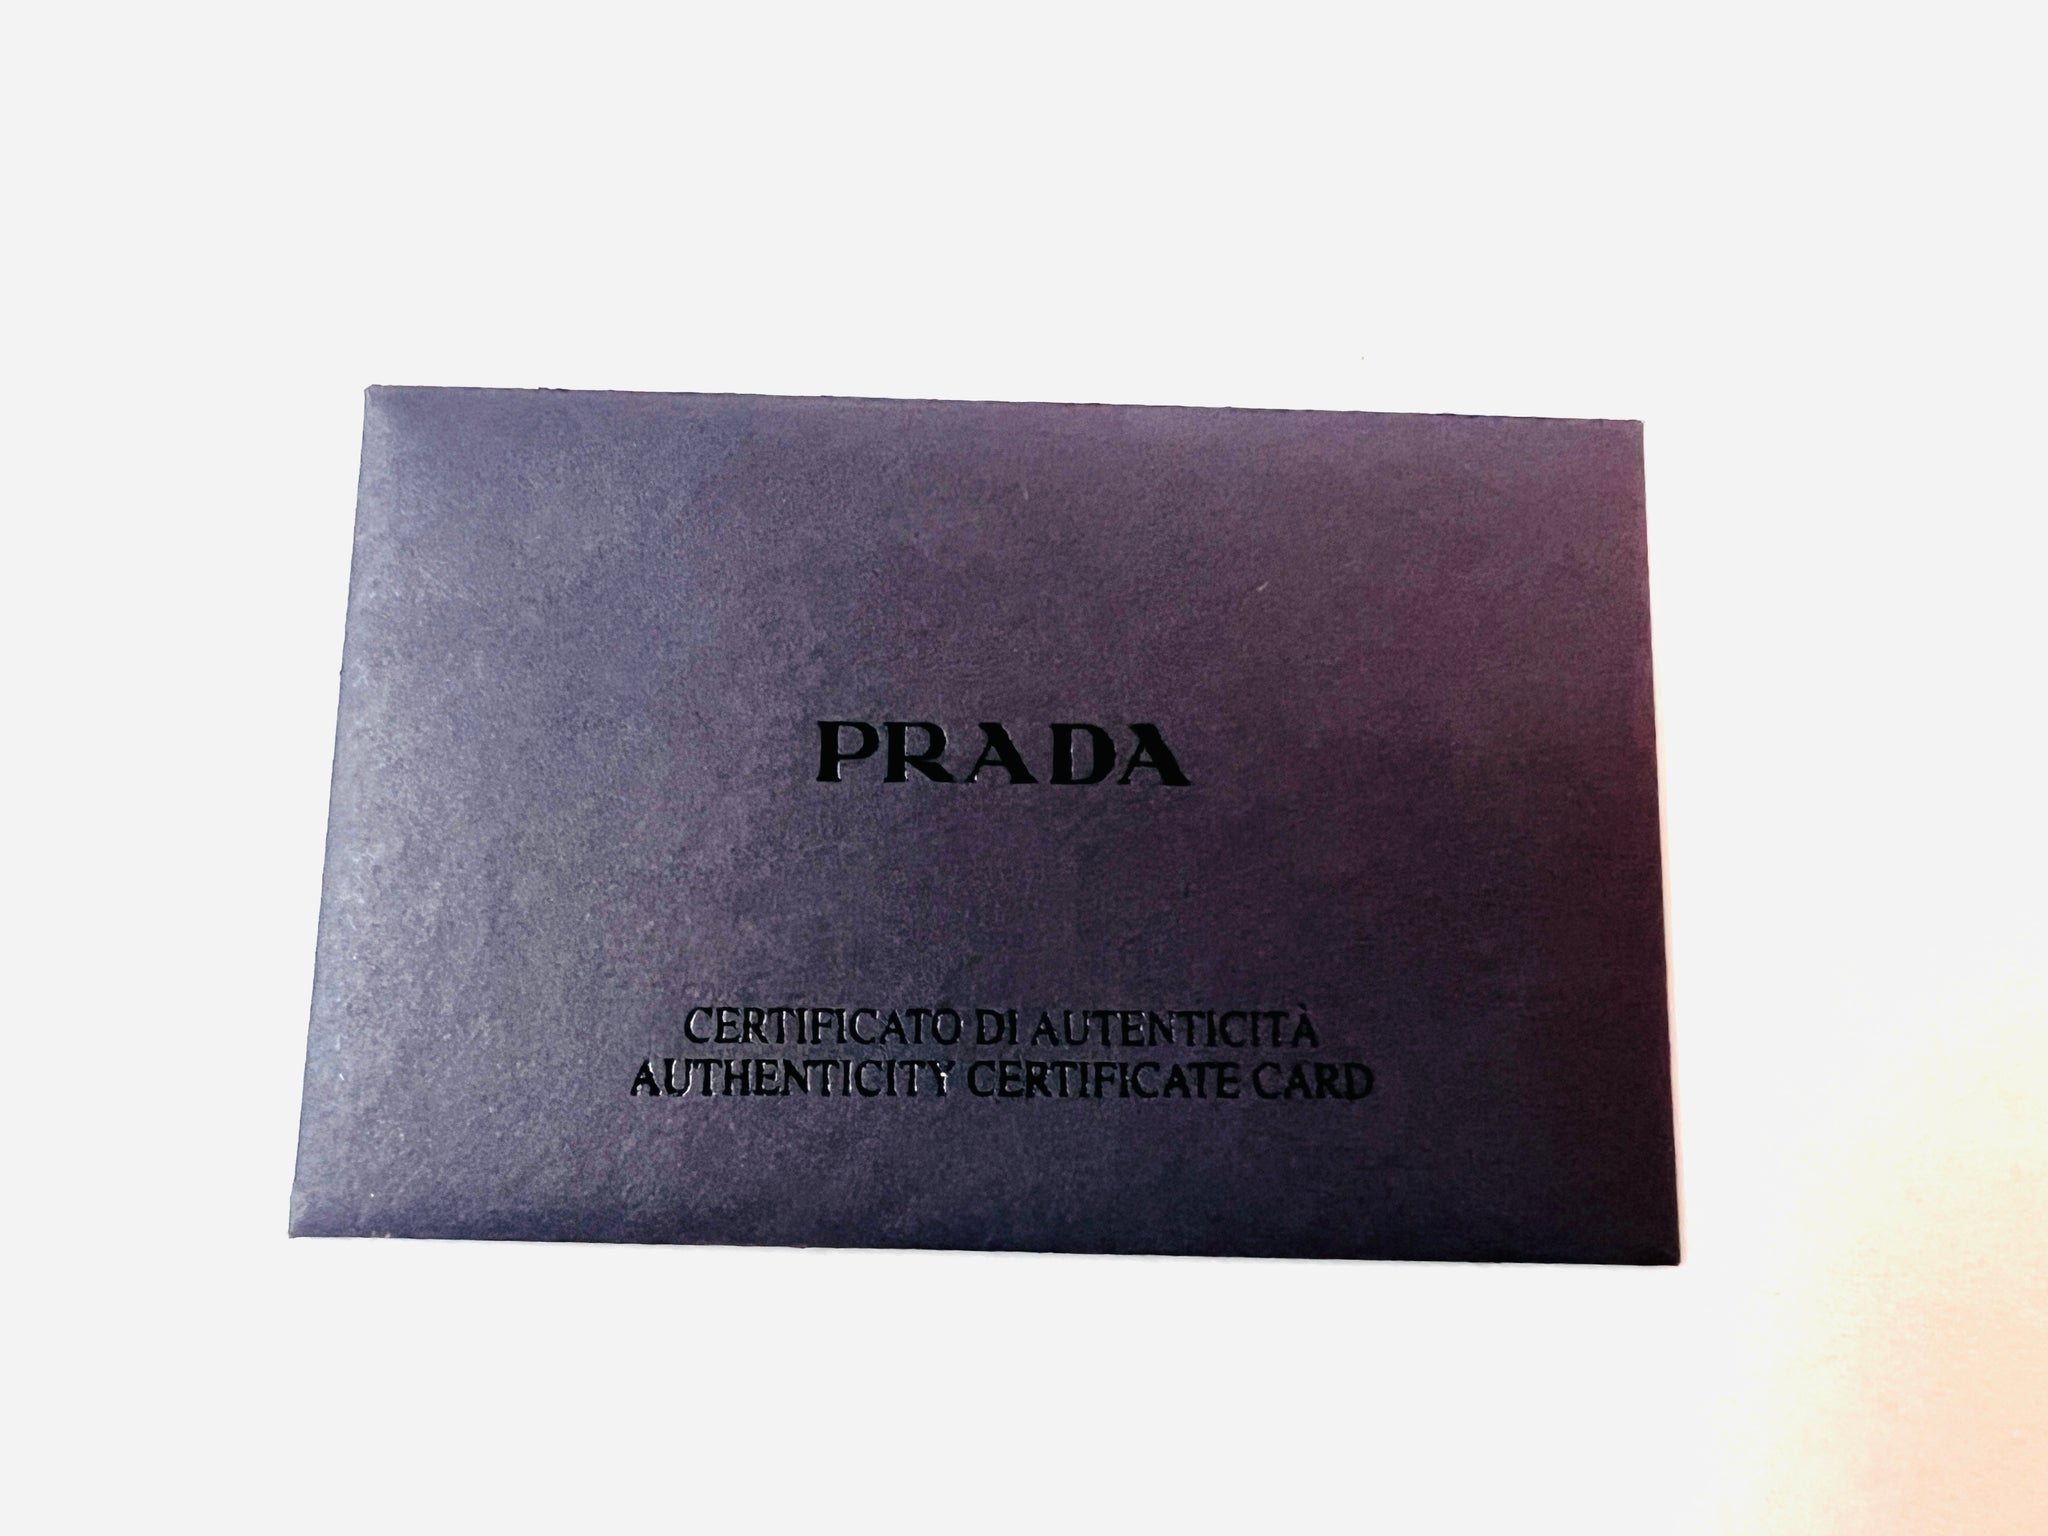 PRADA
CERTIFICATO DI AUTENTICITÀ
AUTHENTICITY CERTIFICATE CARD